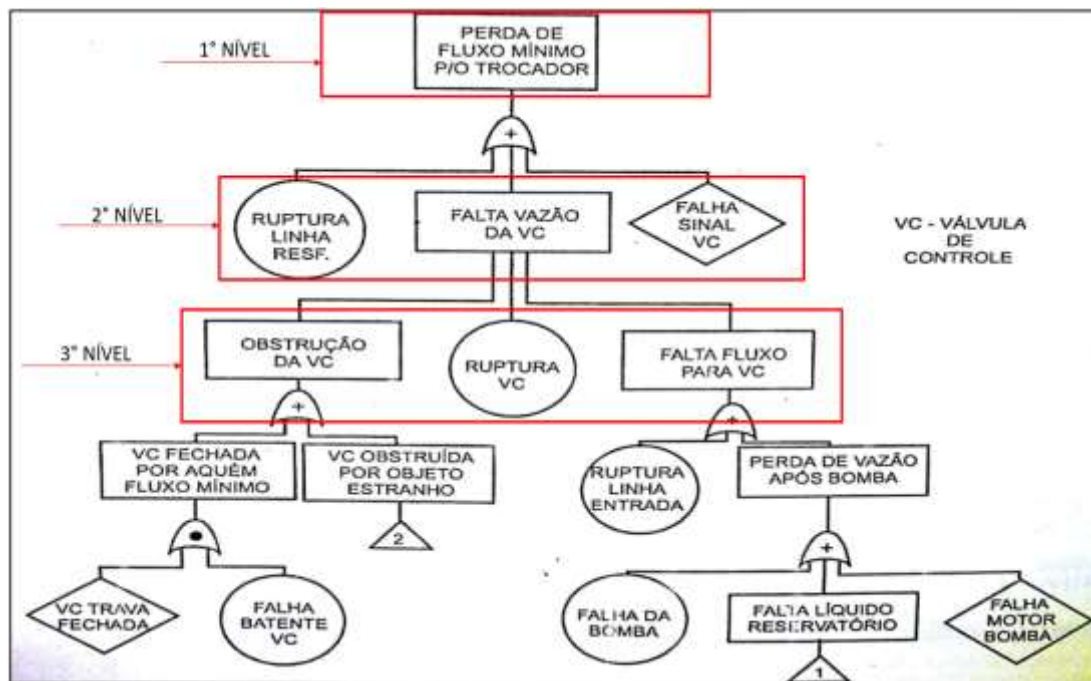 1° NÍVEL
PERDA DE
FLUXO MÍNIMO
P/O TROCADOR
+
2° NÍVEL
RUPTURA
LINHA
RESF.
FALTA VAZÃO
DA VC
FALHA
SINAL
VC
VC - VÁLVULA
DE
CONTROLE
3° NÍVEL
OBSTRUÇÃO
DA VC
RUPTURA
VC
FALTA FLUXO
PARA VC
+
+
VC FECHADA
POR AQUÉM
FLUXO MÍNIMO
VC OBSTRUÍDA
POR OBJETO
ESTRANHO
RUPTURA
LINHA
ENTRADA
PERDA DE VAZÃO
APÓS BOMBA
2
+
VC TRAVA
FECHADA
FALHA
BATENTE
VC
FALHA DA
BOMBA
FALTA LÍQUIDO
RESERVATÓRIO
FALHA
MOTOR
BOMBA
1